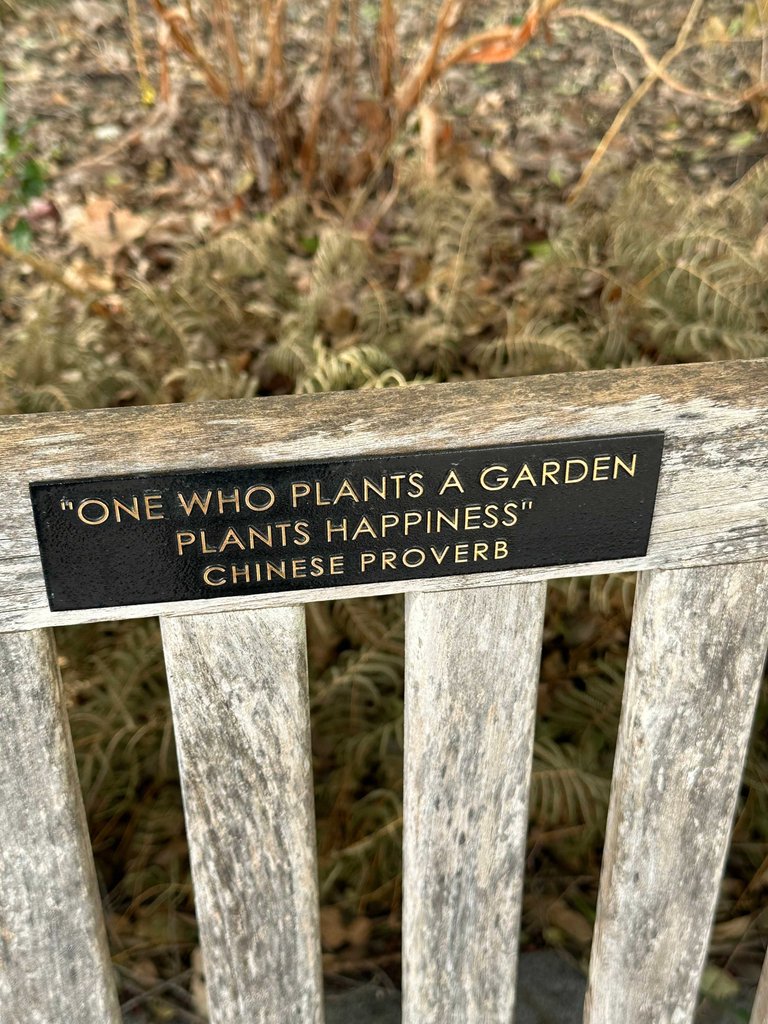 "ONE WHO PLANTS A GARDEN
PLANTS HAPPINESS"
CHINESE PROVERB